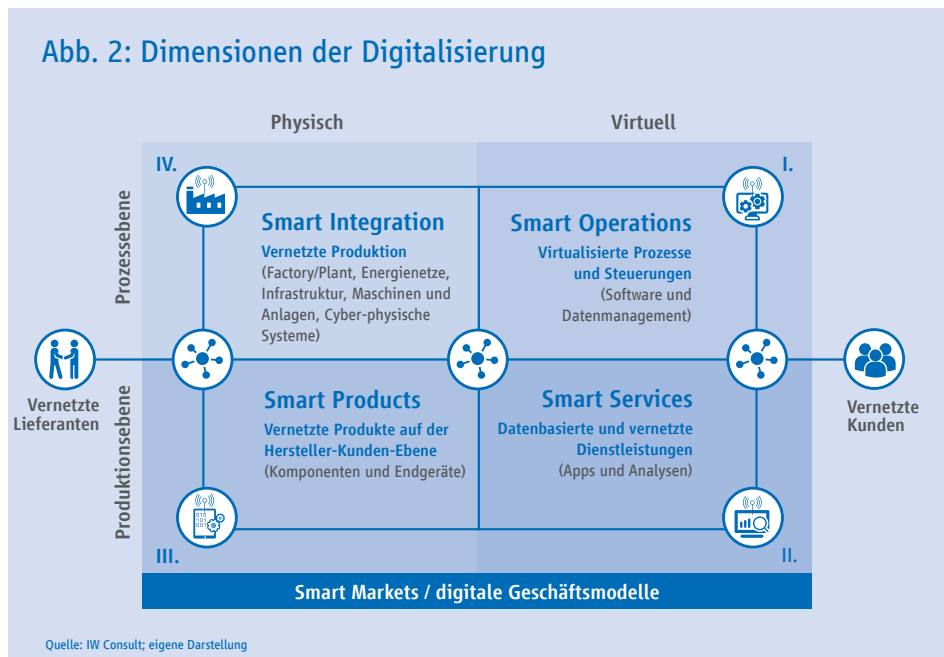 Abb. 2: Dimensionen der Digitalisierung
Physisch
Virtuell
Prozessebene
Produktionsebene
IV.
Smart Integration
Vernetzte Produktion
(Factory/Plant, Energienetze,
Infrastruktur, Maschinen und
Anlagen, Cyber-physische
Systeme)
I.
Smart Operations
Virtualisierte Prozesse
und Steuerungen
(Software und
Datenmanagement)
Vernetzte
Lieferanten
Smart Products
Vernetzte Produkte auf der
Hersteller-Kunden-Ebene
(Komponenten und Endgeräte)
010
101
001
III.
Smart Services
Datenbasierte und vernetzte
Dienstleistungen
(Apps und Analysen)
II.
Vernetzte
Kunden
Smart Markets / digitale Geschäftsmodelle
Quelle: IW Consult; eigene Darstellung